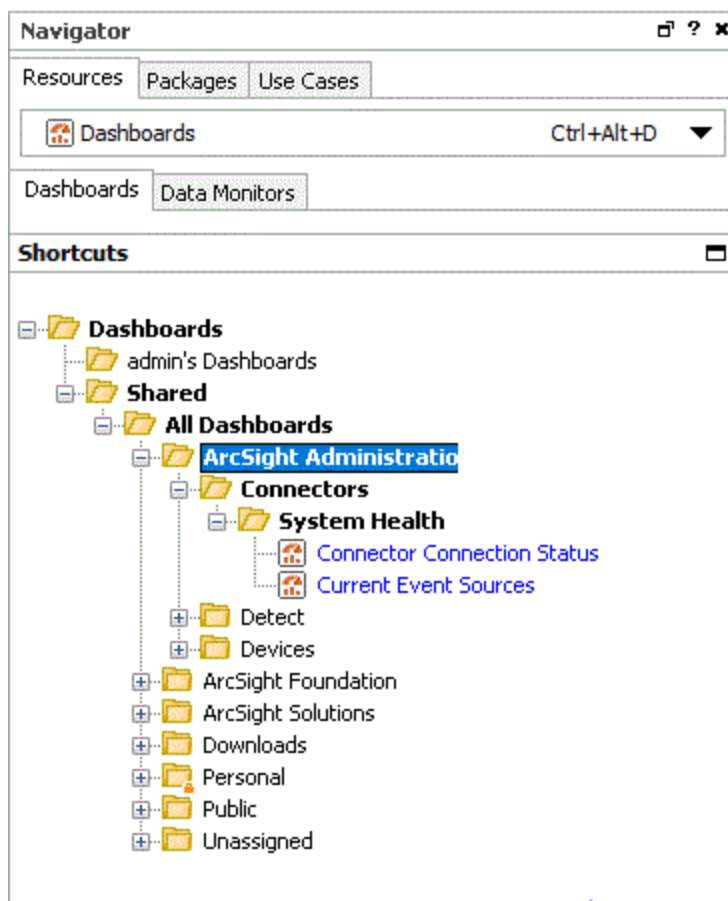 Navigator ?
Resources Packages Use Cases
Dashboards Ctrl+Alt+D
Dashboards Data Monitors
Shortcuts
Dashboards
admin's Dashboards
Shared
All Dashboards
ArcSight Administratio
Connectors
System Health
Connector Connection Status
Current Event Sources
Detect
Devices
ArcSight Foundation
ArcSight Solutions
Downloads
Personal
Public
Unassigned